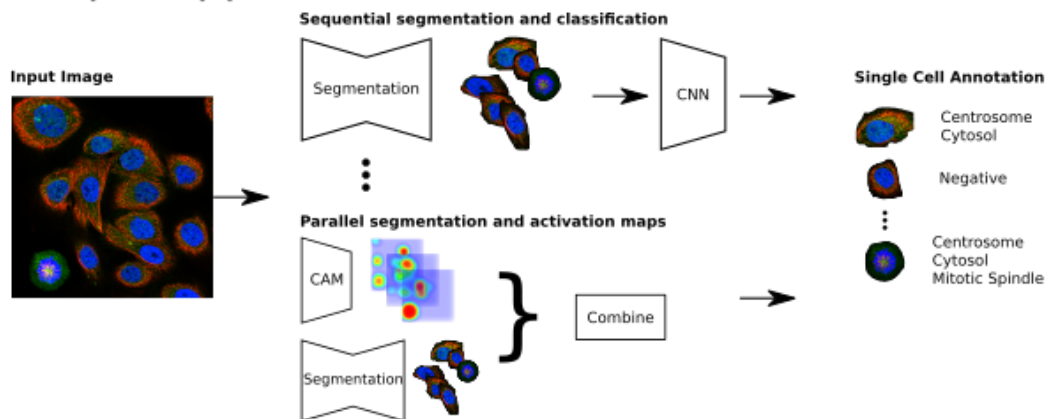 Sequential segmentation and classification
Input Image
Segmentation
CNN
Single Cell Annotation
Centrosome
Cytosol
Negative
Parallel segmentation and activation maps
CAM
Combine
Centrosome
Cytosol
Mitotic Spindle
Segmentation